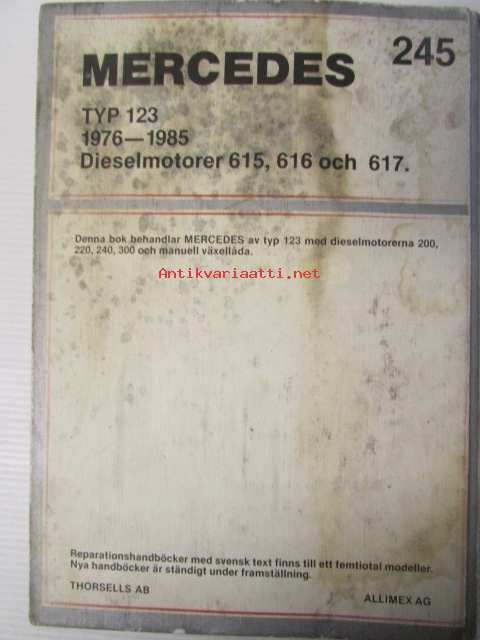 245
MERCEDES
TYP 123
1976—1985
Dieselmotorer 615, 616 och 617.
Denna bok behandlar MERCEDES av typ 123 med dieselmotorerna 200,
220, 240, 300 och manuell växellåda.
Antikvariaatti.net
Reparationshandböcker med svensk text finns till ett femtiotal modeller.
Nya handböcker är ständigt under framställning.
THORSELLS AB
ALLIMEX AG